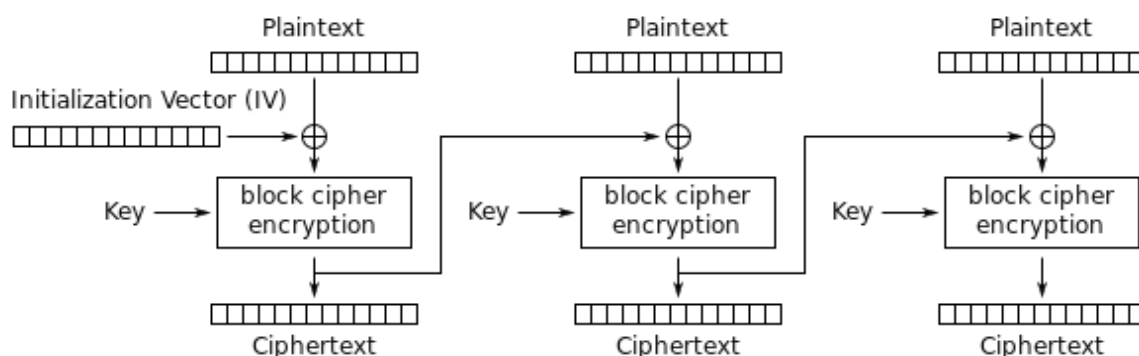 Plaintext Plaintext Plaintext
Initialization Vector (IV)
Key block cipher encryption Key block cipher encryption Key block cipher encryption
Ciphertext Ciphertext Ciphertext